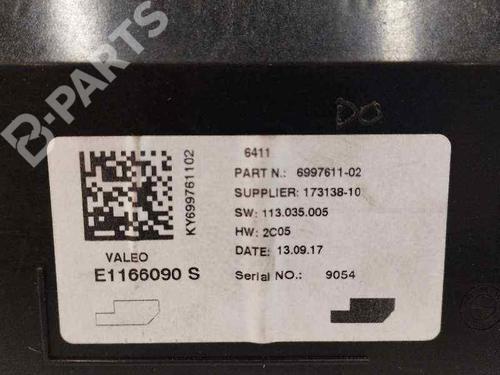 B-PARTS
DO
6411
PART N.: 6997611-02
SUPPLIER: 173138-10
SW: 113.035.005
HW: 2C05
DATE: 13.09.17
Serial NO.: 9054
KY699761102
VALEO
E1166090 S